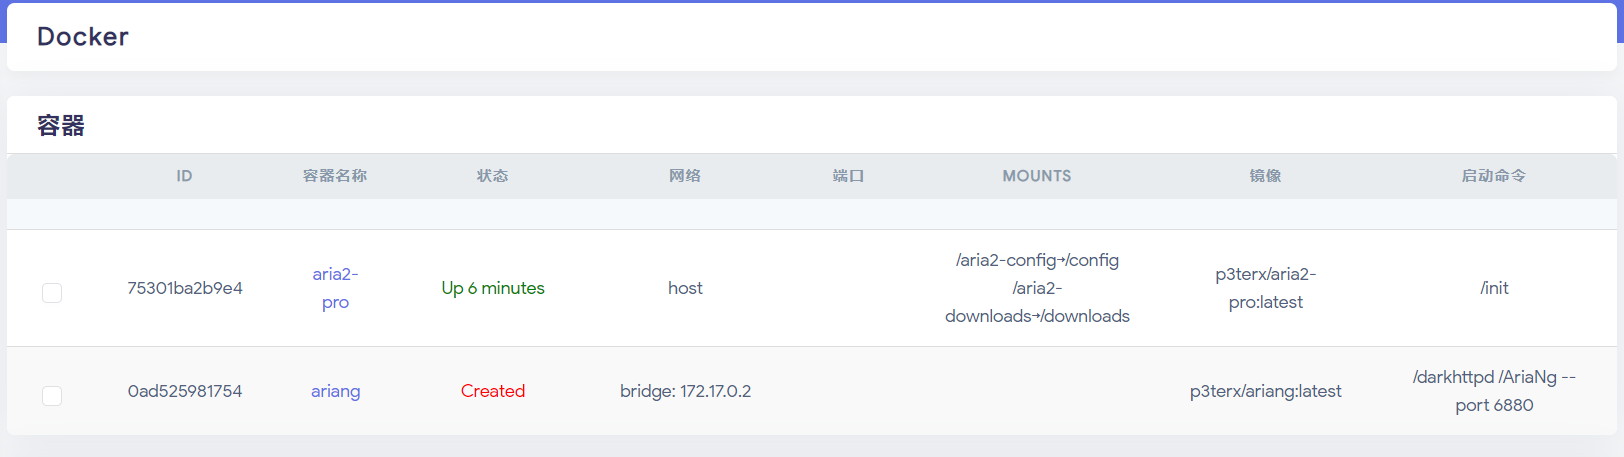 Docker
容器
ID 容器名称 状态 网络 端口 MOUNTS 镜像 启动命令
75301ba2b9e4 aria2-
pro Up 6 minutes host /aria2-config→/config
/aria2-
downloads→/downloads p3terx/aria2-
pro:latest /init
0ad525981754 ariang Created bridge: 172.17.0.2 p3terx/ariang:latest /darkhttpd /AriaNg --
port 6880